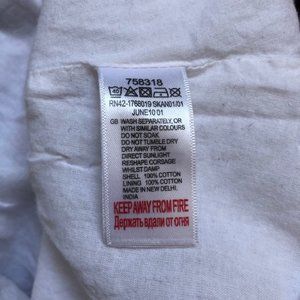 758318
40
RN42-1768019 SKAN01/01
JUNE10 01
GB WASH SEPARATELY, OR
WITH SIMILAR COLOURS
DO NOT SOAK
DO NOT TUMBLE DRY
DRY AWAY FROM
DIRECT SUNLIGHT
RESHAPE CORSAGE
WHILST DAMP
SHELL : 100% COTTON
LINING : 100% COTTON
MADE IN NEW DELHI,
INDIA
KEEP AWAY FROM FIRE
Держать вдали от огня